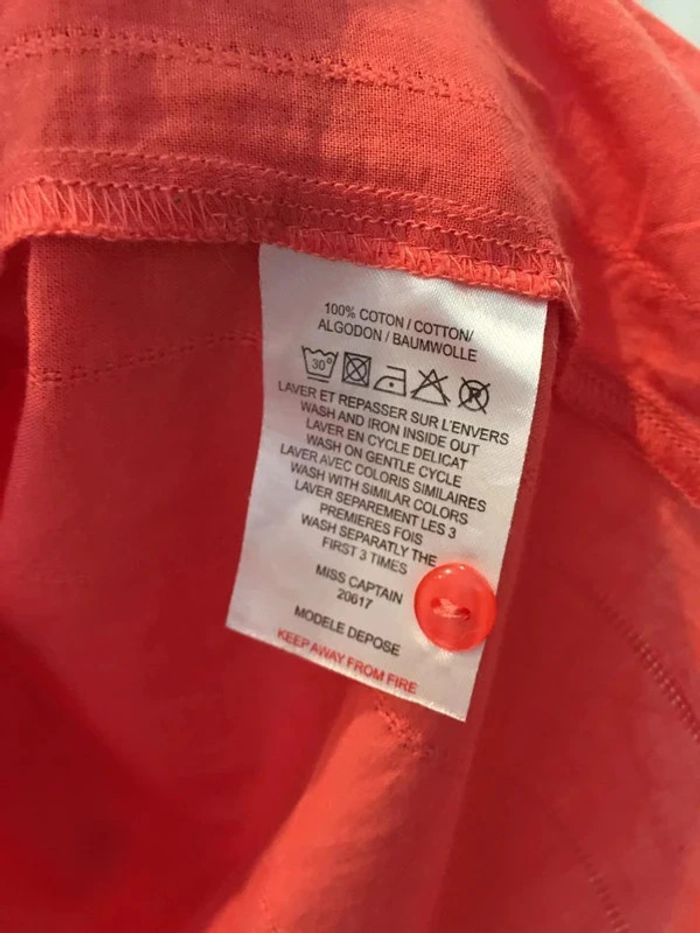 100% COTON / COTTON/
ALGODON / BAUMWOLLE
30°
LAVER ET REPASSER SUR L'ENVERS
WASH AND IRON INSIDE OUT
LAVER EN CYCLE DELICAT
WASH ON GENTLE CYCLE
LAVER AVEC COLORIS SIMILAIRES
WASH WITH SIMILAR COLORS
LAVER SEPAREMENT LES 3
PREMIERES FOIS
WASH SEPARATLY THE
FIRST 3 TIMES
MISS CAPTAIN
20617
MODELE DEPOSE
KEEP AWAY FROM FIRE